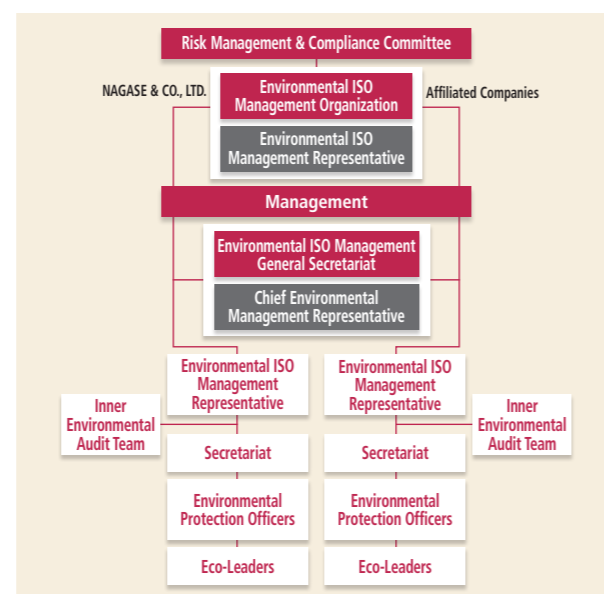 Risk Management & Compliance Committee
NAGASE & CO., LTD.
Environmental ISO
Management Organization
Affiliated Companies
Environmental ISO
Management Representative
Management
Environmental ISO Management
General Secretariat
Chief Environmental
Management Representative
Environmental ISO
Management
Representative
Environmental ISO
Management
Representative
Inner
Environmental
Audit Team
Inner
Environmental
Audit Team
Secretariat
Secretariat
Environmental
Protection Officers
Environmental
Protection Officers
Eco-Leaders
Eco-Leaders